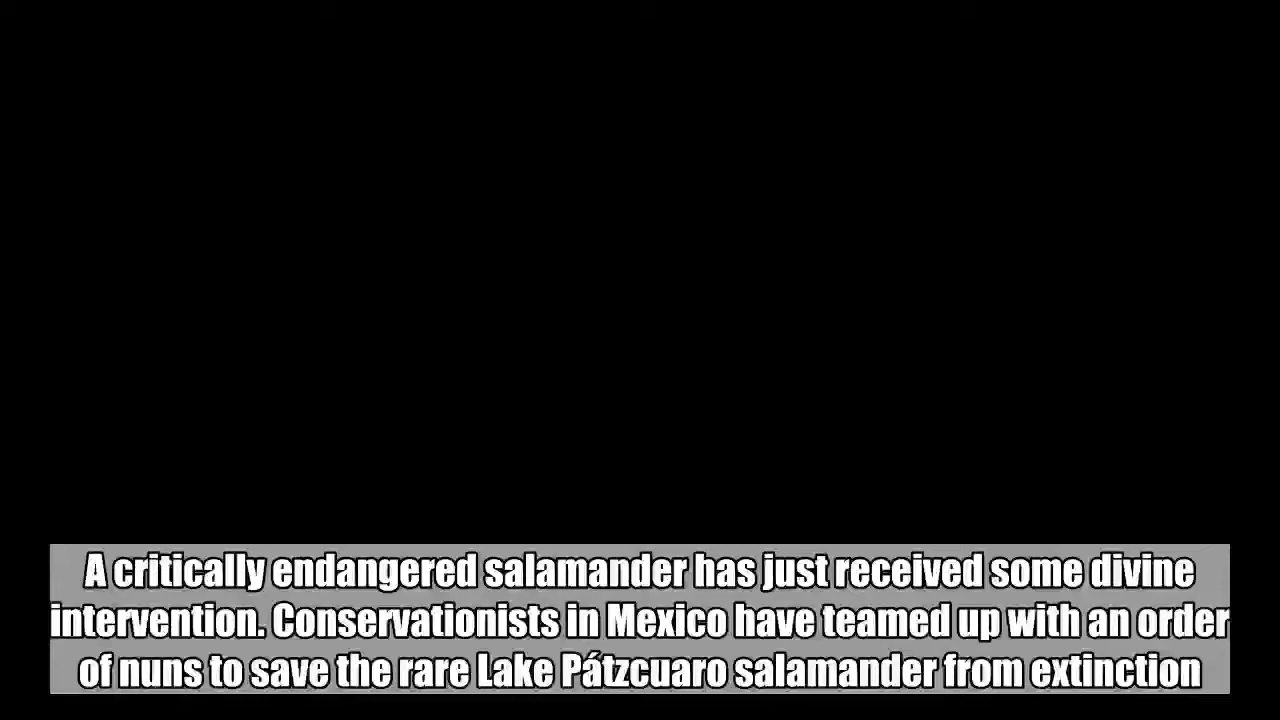 A critically endangered salamander has just received some divine
intervention. Conservationists in Mexico have teamed up with an order
of nuns to save the rare Lake Pátzcuaro salamander from extinction